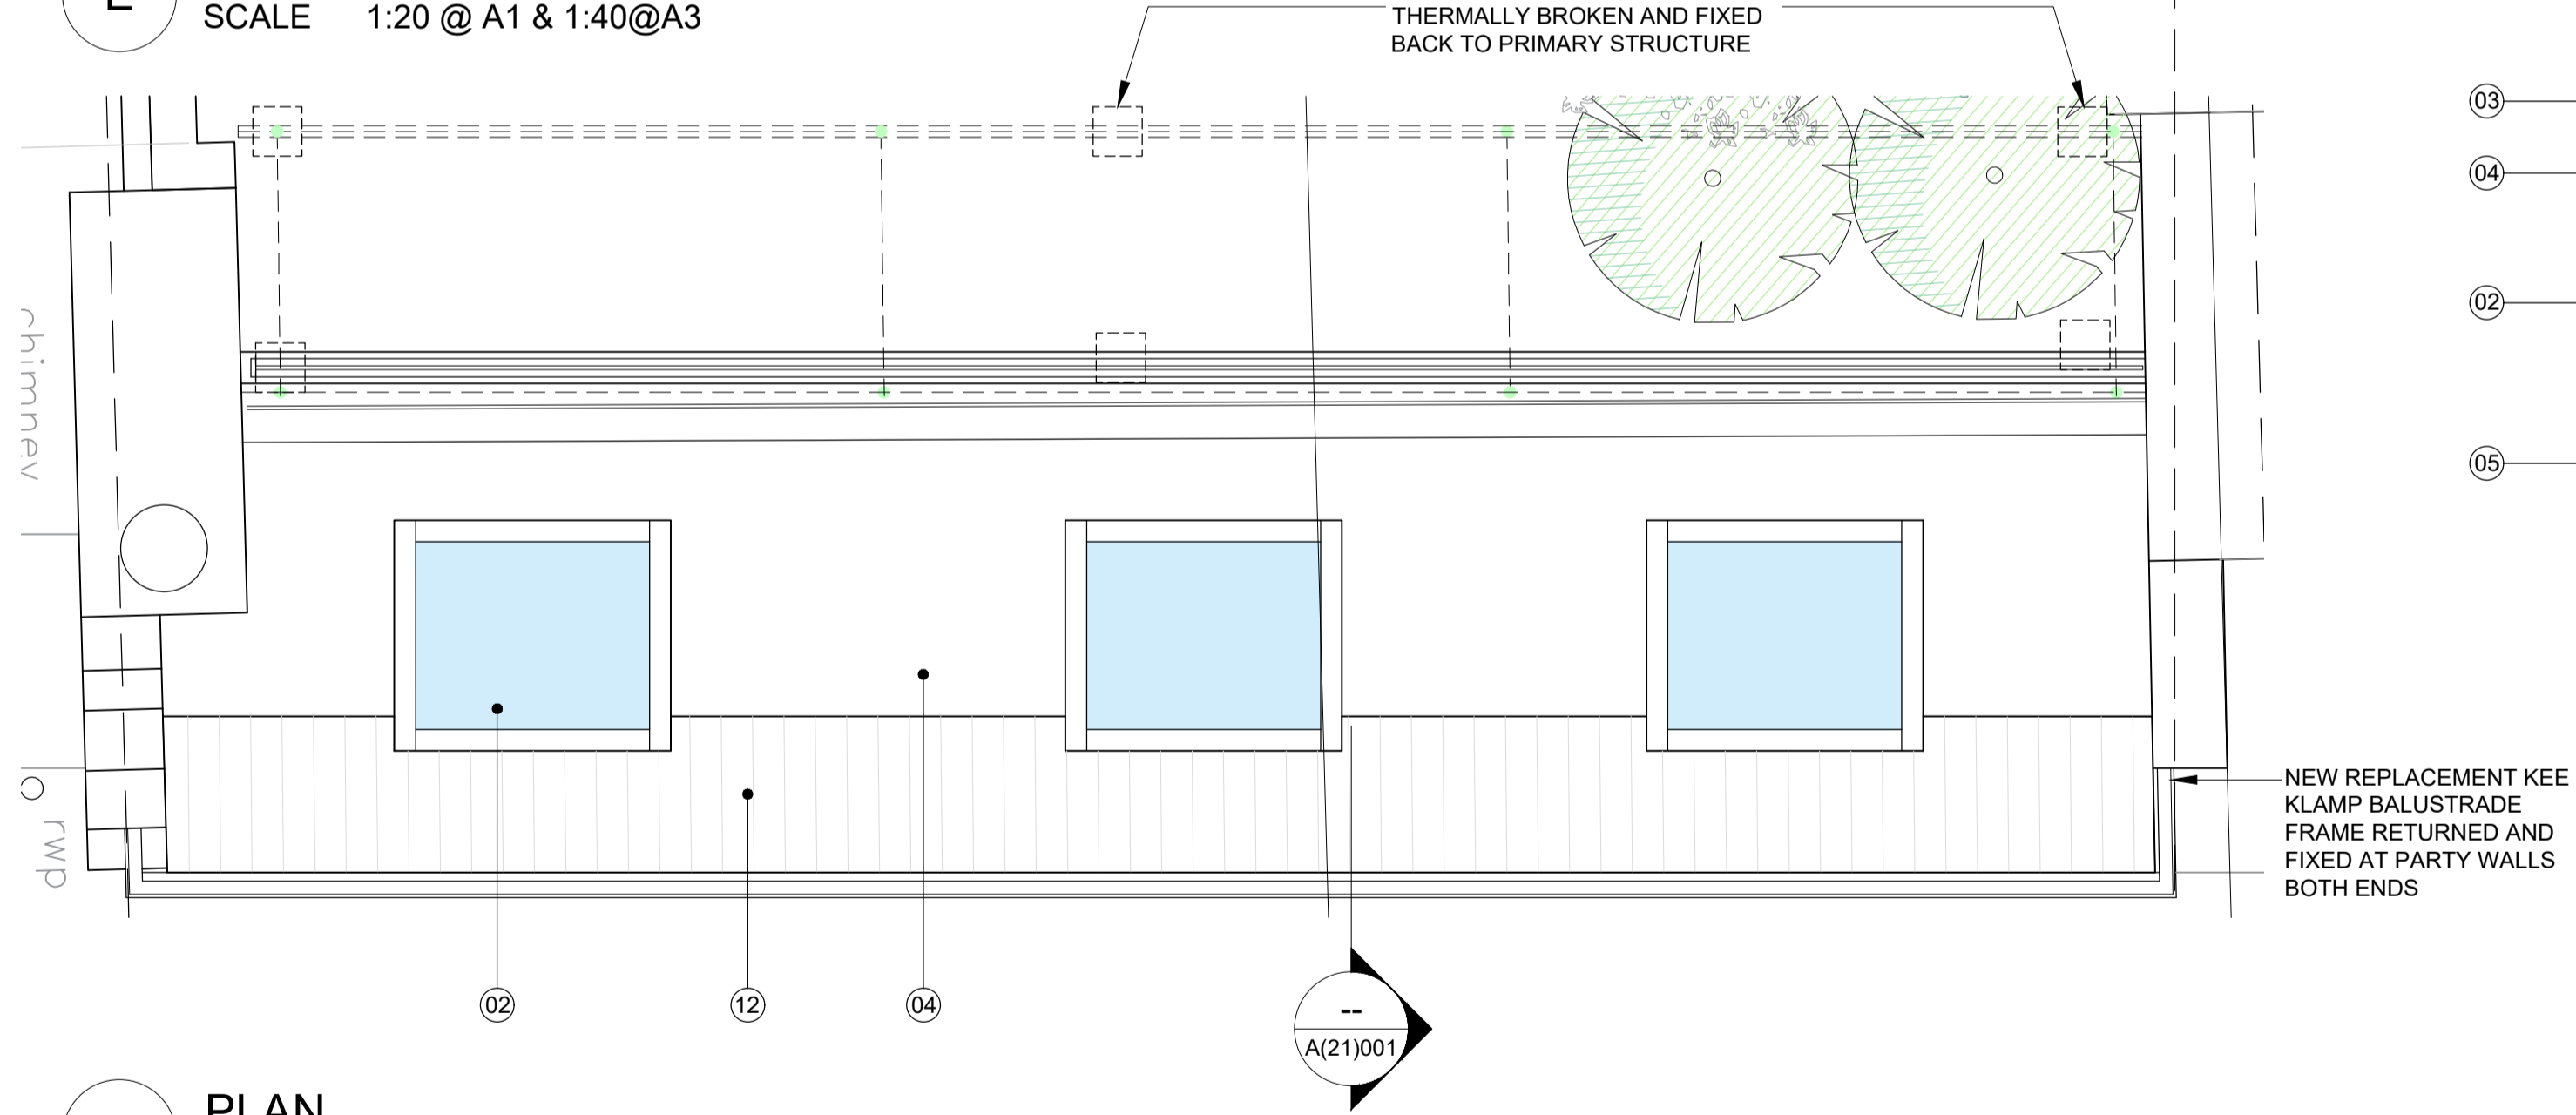 E
SCALE 1:20 @ A1 & 1:40@A3
THERMALLY BROKEN AND FIXED
BACK TO PRIMARY STRUCTURE
03
04
02
05
chimney
rwp
NEW REPLACEMENT KEE
KLAMP BALUSTRADE
FRAME RETURNED AND
FIXED AT PARTY WALLS
BOTH ENDS
02
12
04
--
A(21)001
PLAN